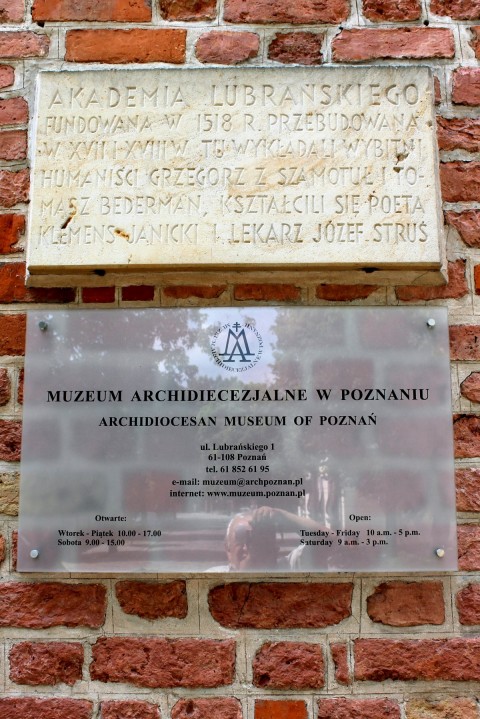 AKADEMIA LUBRAŃSKIEGO
FUNDOWANA W 1518 R. PRZEBUDOWANA
W XVII I XVIII W. TU WYKŁADALI WYBITNI
HUMANIŚCI GRZEGORZ Z SZAMOTUŁ I TO-
MASZ BEDERMAN, KSZTAŁCILI SIĘ POETA
KLEMENS JANICKI I LEKARZ JÓZEF STRUŚ
MUZEUM ARCHIDIECEZJALNE W POZNANIU
ARCHIDIOCESAN MUSEUM OF POZNAŃ
ul. Lubrańskiego 1
61-108 Poznań
tel. 61 852 61 95
e-mail: muzeum@archpoznan.pl
internet: www.muzeum.poznan.pl
Otwarte:
Wtorek - Piątek 10.00 - 17.00
Sobota 9.00 - 15.00
Open:
Tuesday - Friday 10 a.m. - 5 p.m.
Saturday 9 a.m. - 3 p.m.